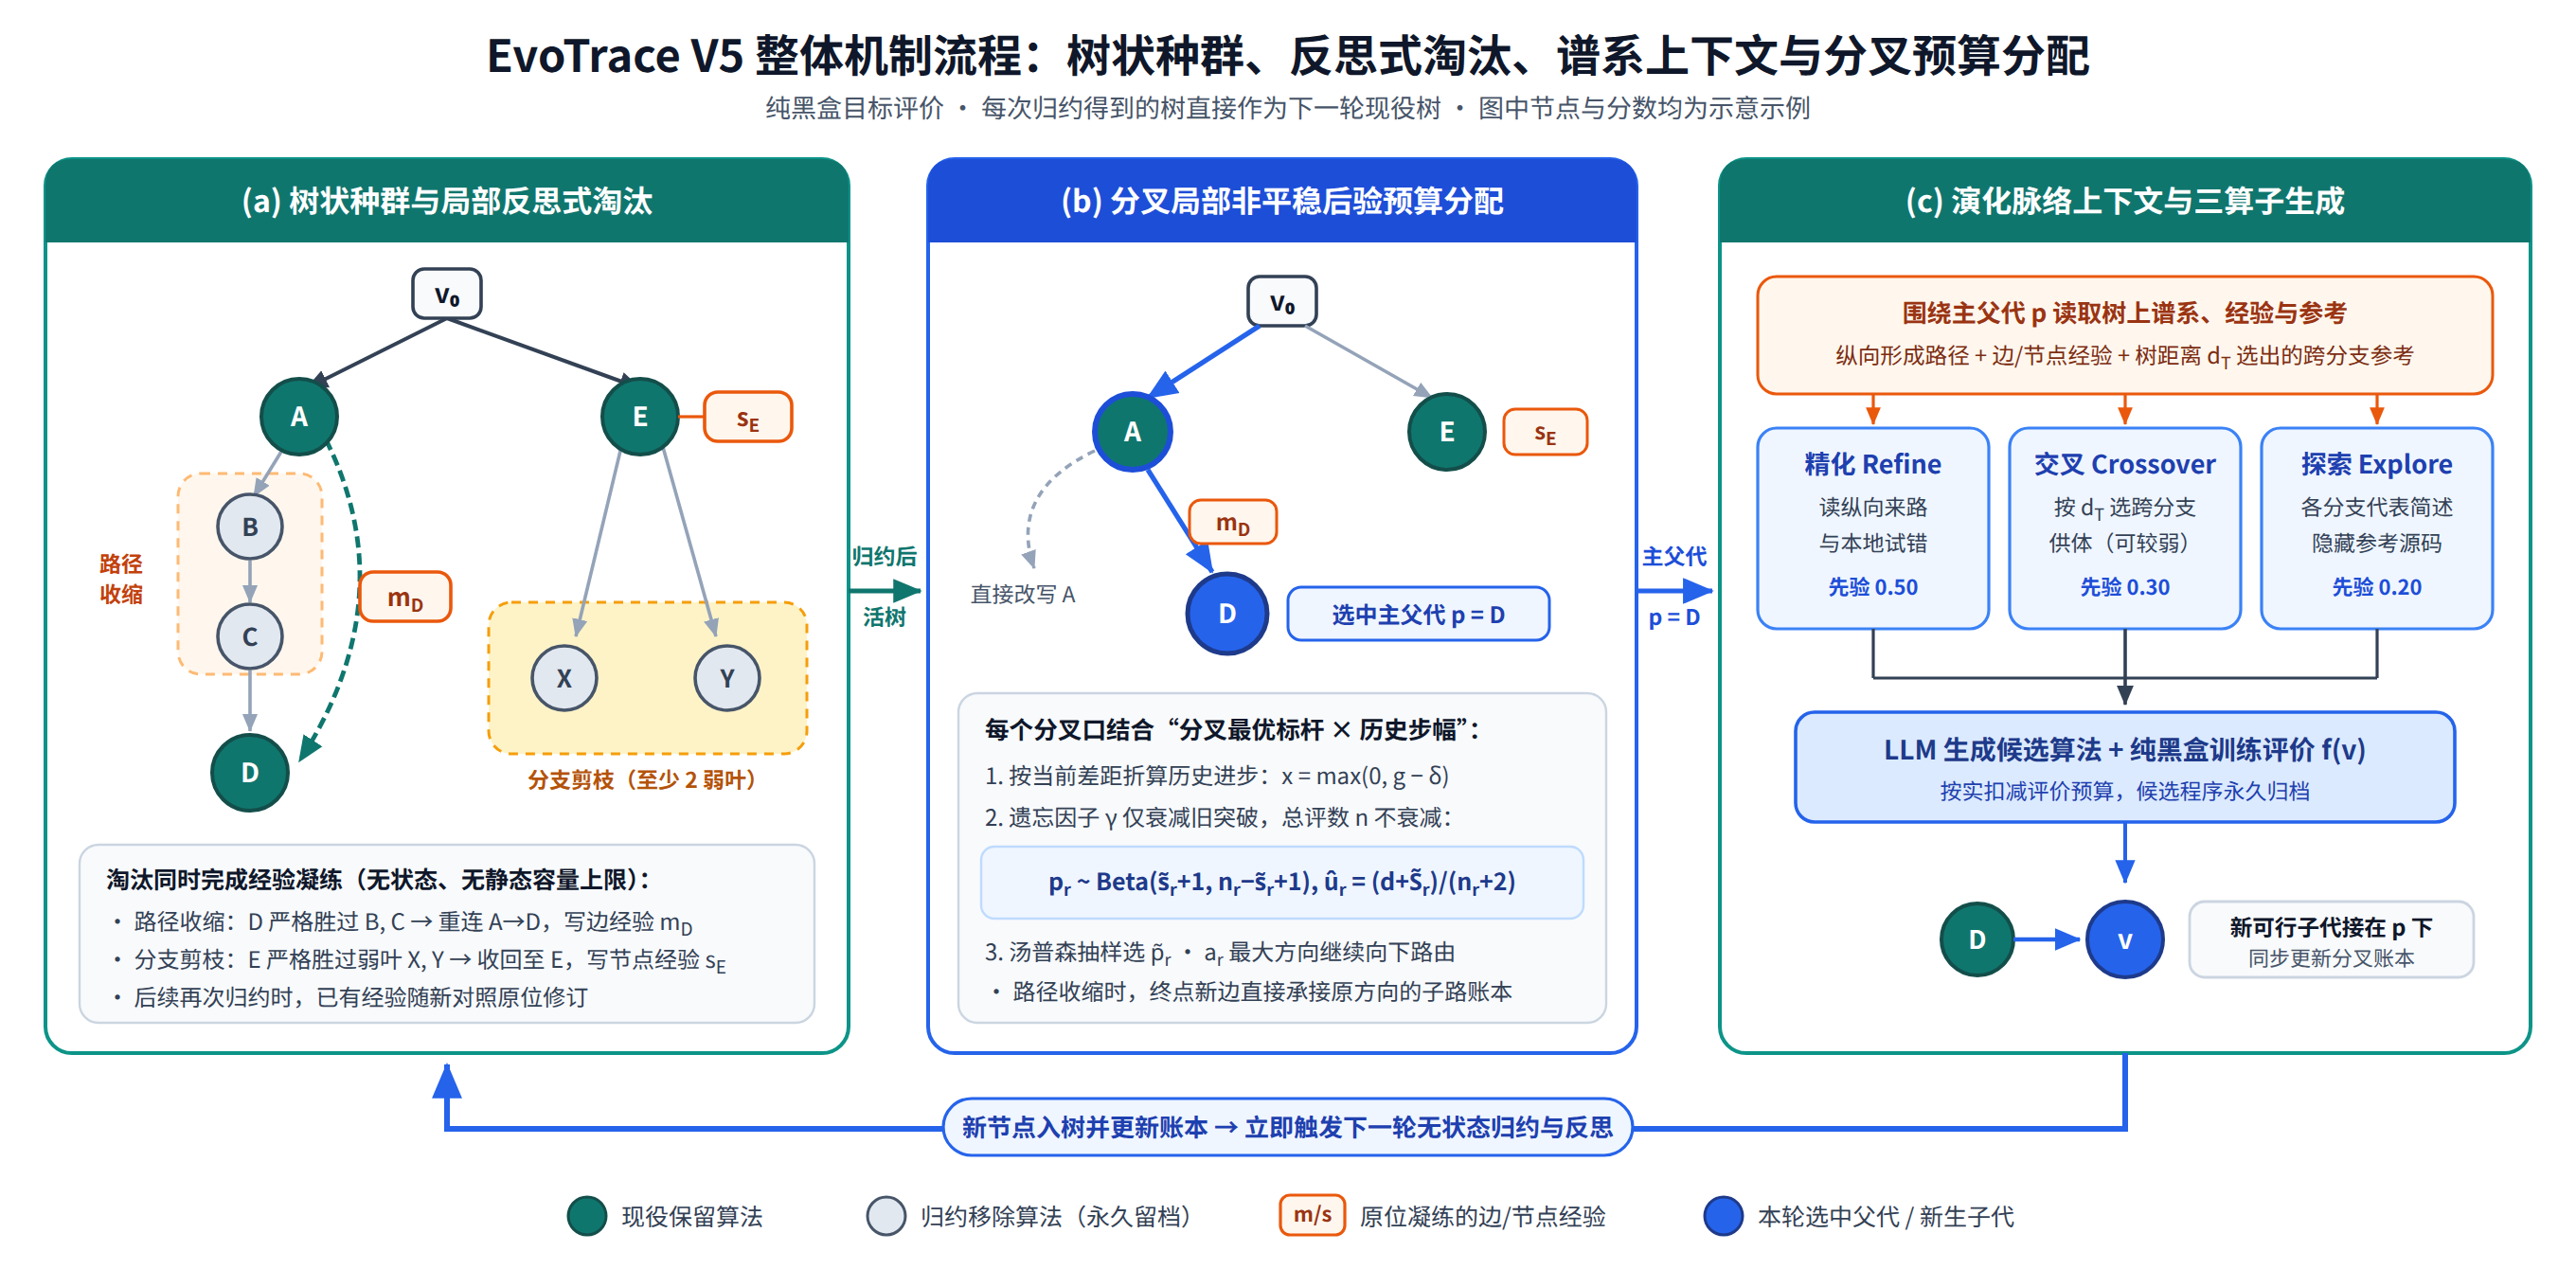 EvoTrace V5 整体机制流程：树状种群、反思式淘汰、谱系上下文与分叉预算分配
纯黑盒目标评价 • 每次归约得到的树直接作为下一轮现役树 • 图中节点与分数均为示意示例
(a) 树状种群与局部反思式淘汰
v₀
A
E
s_E
B
路径
收缩
C
m_D
X
Y
D
分支剪枝（至少 2 弱叶）
淘汰同时完成经验凝练（无状态、无静态容量上限）：
• 路径收缩：D 严格胜过 B, C → 重连 A→D，写边经验 m_D
• 分支剪枝：E 严格胜过弱叶 X, Y → 收回至 E，写节点经验 s_E
• 后续再次归约时，已有经验随新对照原位修订
归约后
活树
(b) 分叉局部非平稳后验预算分配
v₀
A
E
s_E
m_D
直接改写 A
D
选中主父代 p = D
每个分叉口结合“分叉最优标杆 × 历史步幅”：
1. 按当前差距折算历史进步：x = max(0, g − δ)
2. 遗忘因子 γ 仅衰减旧突破，总评数 n 不衰减：
p_r ~ Beta(s̃_r+1, n_r−s̃_r+1), û_r = (d+S̃_r)/(n_r+2)
3. 汤普森抽样选 p̃_r · a_r 最大方向继续向下路由
• 路径收缩时，终点新边直接承接原方向的子路账本
主父代
p = D
(c) 演化脉络上下文与三算子生成
围绕主父代 p 读取树上谱系、经验与参考
纵向形成路径 + 边/节点经验 + 树距离 d_T 选出的跨分支参考
精化 Refine
读纵向来路
与本地试错
先验 0.50
交叉 Crossover
按 d_T 选跨分支
供体（可较弱）
先验 0.30
探索 Explore
各分支代表简述
隐藏参考源码
先验 0.20
LLM 生成候选算法 + 纯黑盒训练评价 f(v)
按实扣减评价预算，候选程序永久归档
D
v
新可行子代接在 p 下
同步更新分叉账本
新节点入树并更新账本 → 立即触发下一轮无状态归约与反思
现役保留算法
归约移除算法（永久留档）
m/s
原位凝练的边/节点经验
本轮选中父代 / 新生子代